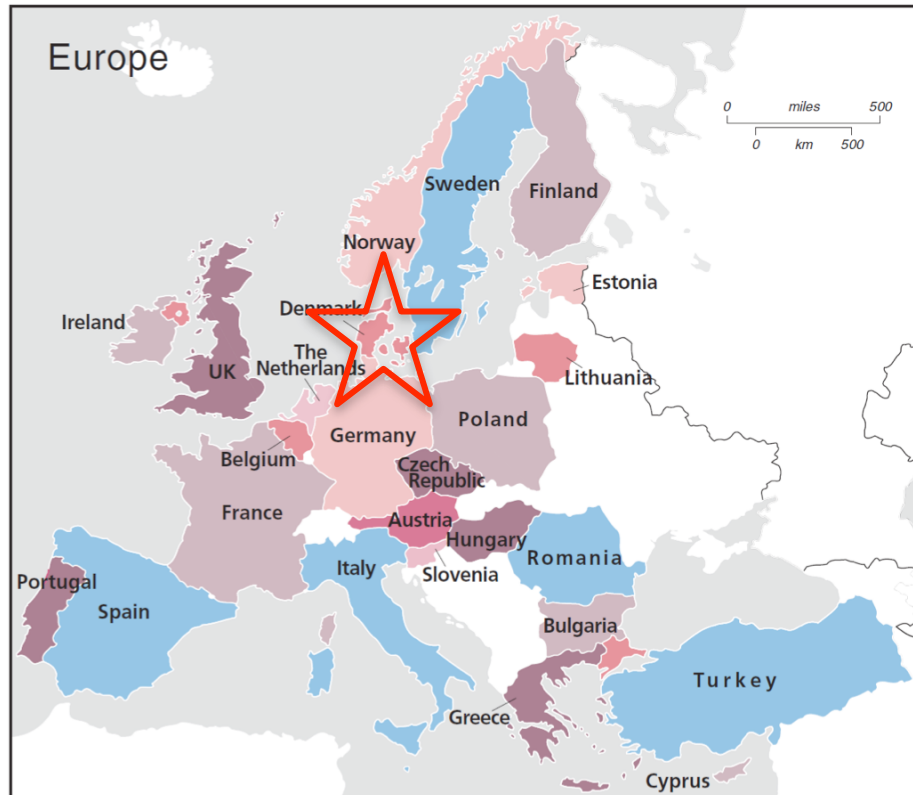 Europe
0 miles 500
0 km 500
Sweden
Finland
Norway
Estonia
Denmark
Ireland
The
Netherlands
UK
Lithuania
Poland
Germany
Belgium
Czech
Republic
France
Austria
Hungary
Italy
Slovenia
Romania
Portugal
Spain
Bulgaria
Turkey
Greece
Cyprus